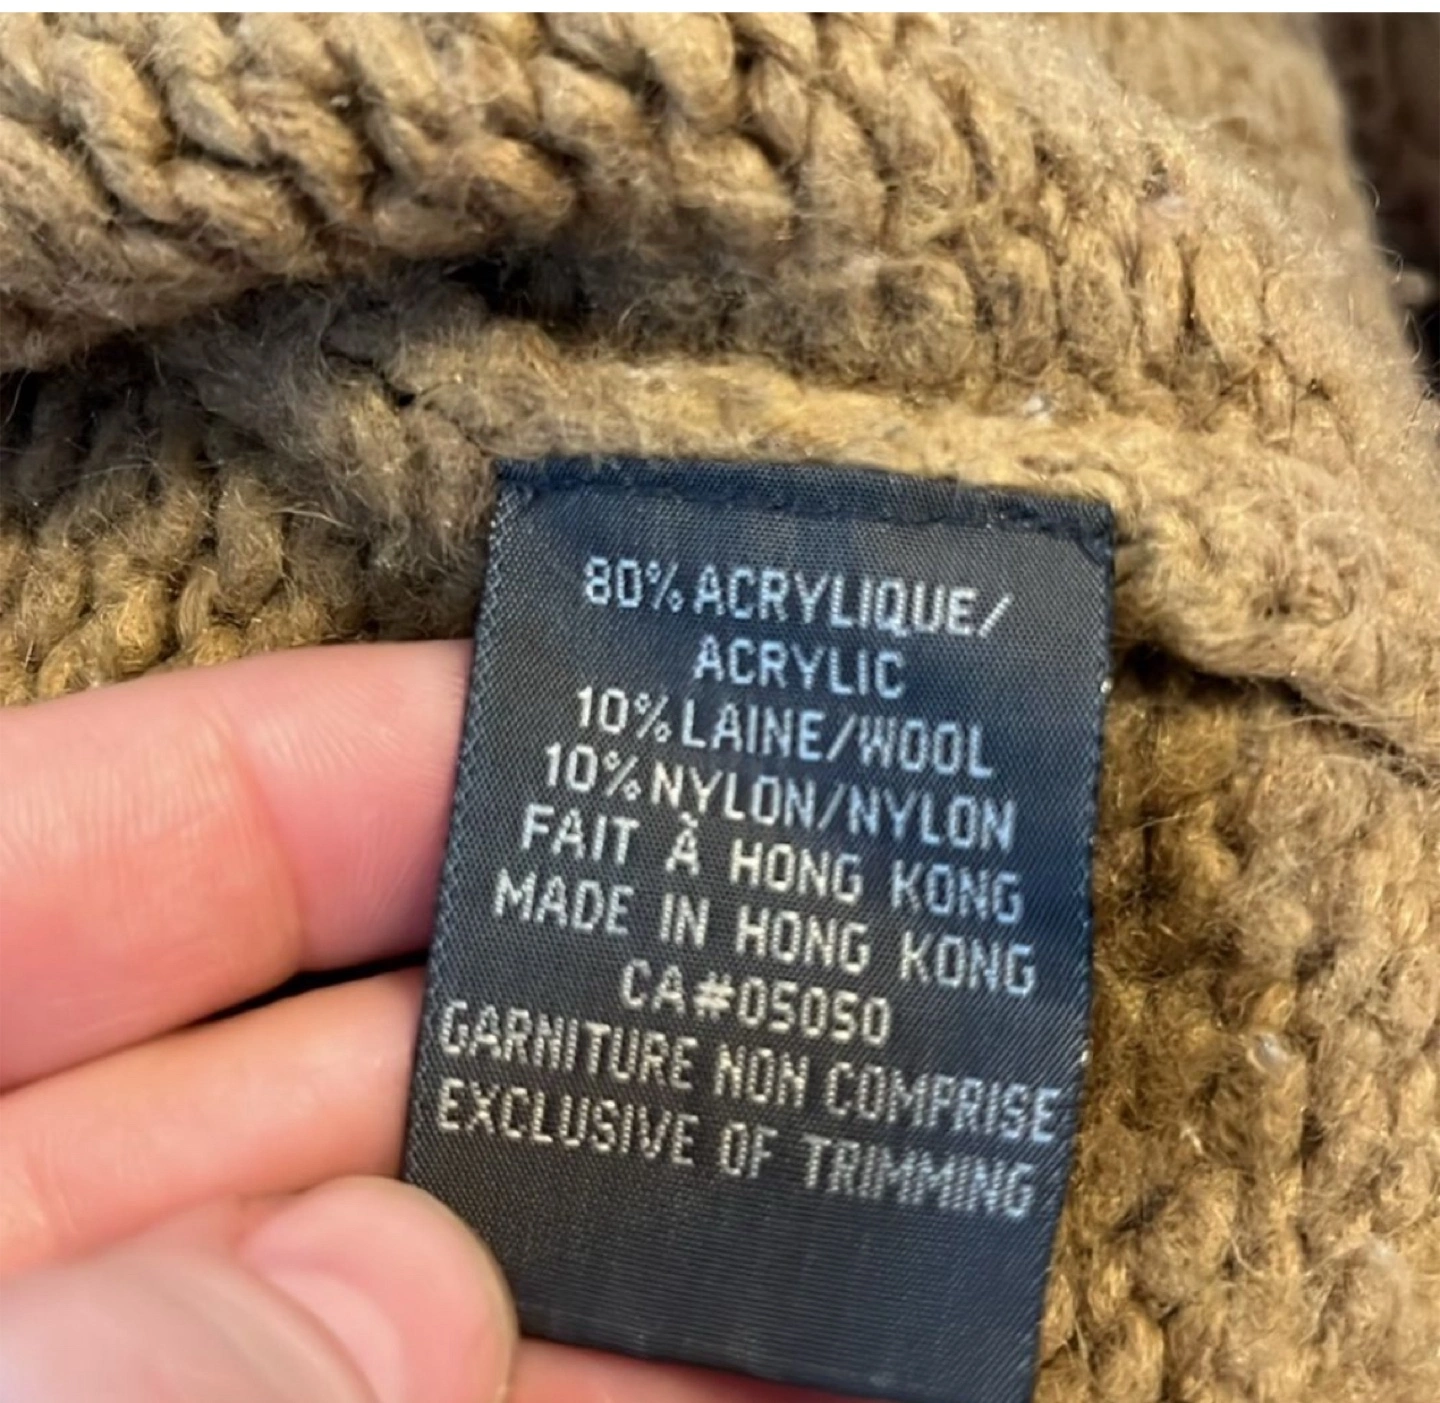 80% ACRYLIQUE/
ACRYLIC
10% LAINE/WOOL
10% NYLON/NYLON
FAIT À HONG KONG
MADE IN HONG KONG
CA#05050
GARNITURE NON COMPRISE
EXCLUSIVE OF TRIMMING